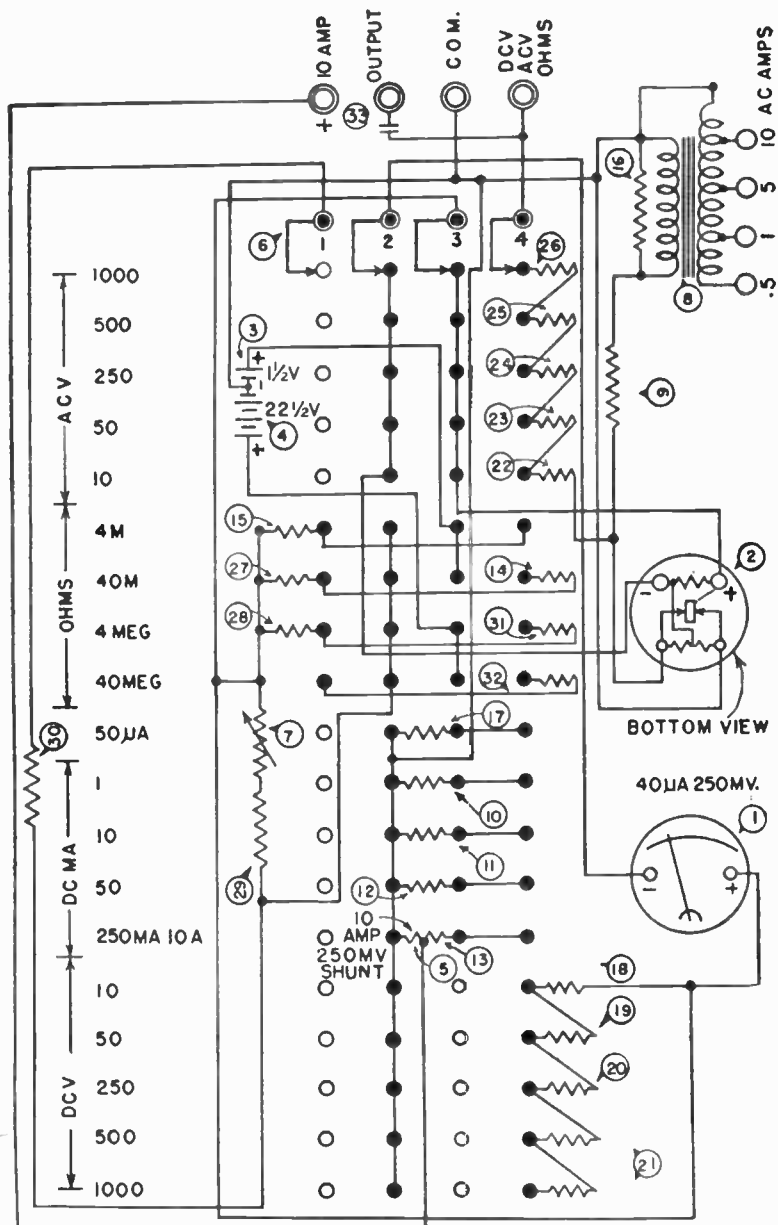 10 AMP
OUTPUT
COM.
DCV
ACV
OHMS
AC AMPS
+
33
10
5
1
.5
16
8
6
1
2
3
4
26
ACV
1000
500
250
50
10
3
+
1½V
22½V
4
+
25
24
23
22
9
OHMS
4M
40M
4 MEG
40MEG
15
27
28
14
31
32
2
-
+
BOTTOM VIEW
30
50µA
7
17
DC MA
1
10
50
250MA 10A
10
11
12
29
10
AMP
250MV
SHUNT
5
13
40µA 250MV.
1
-
+
DCV
10
50
250
500
1000
18
19
20
21